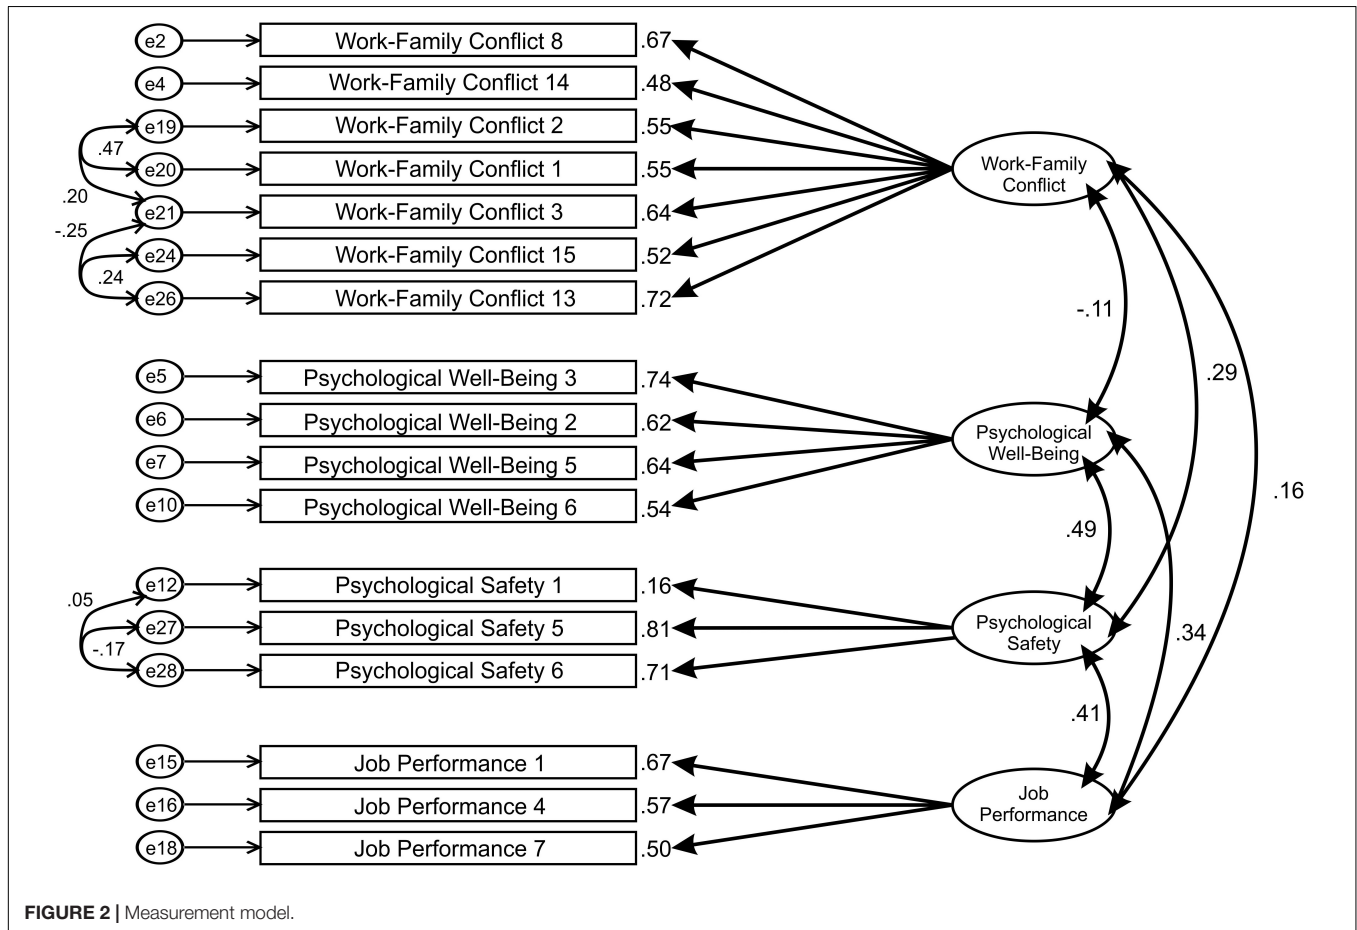 e2
Work-Family Conflict 8
.67
e4
Work-Family Conflict 14
.48
e19
Work-Family Conflict 2
.55
.47
e20
Work-Family Conflict 1
.55
.20
e21
Work-Family Conflict 3
.64
-.25
e24
Work-Family Conflict 15
.52
.24
e26
Work-Family Conflict 13
.72
Work-Family
Conflict
-.11
.29
.16
e5
Psychological Well-Being 3
.74
e6
Psychological Well-Being 2
.62
e7
Psychological Well-Being 5
.64
e10
Psychological Well-Being 6
.54
Psychological
Well-Being
.49
.34
e12
Psychological Safety 1
.16
.05
e27
Psychological Safety 5
.81
-.17
e28
Psychological Safety 6
.71
Psychological
Safety
.41
e15
Job Performance 1
.67
e16
Job Performance 4
.57
e18
Job Performance 7
.50
Job
Performance
FIGURE 2 | Measurement model.